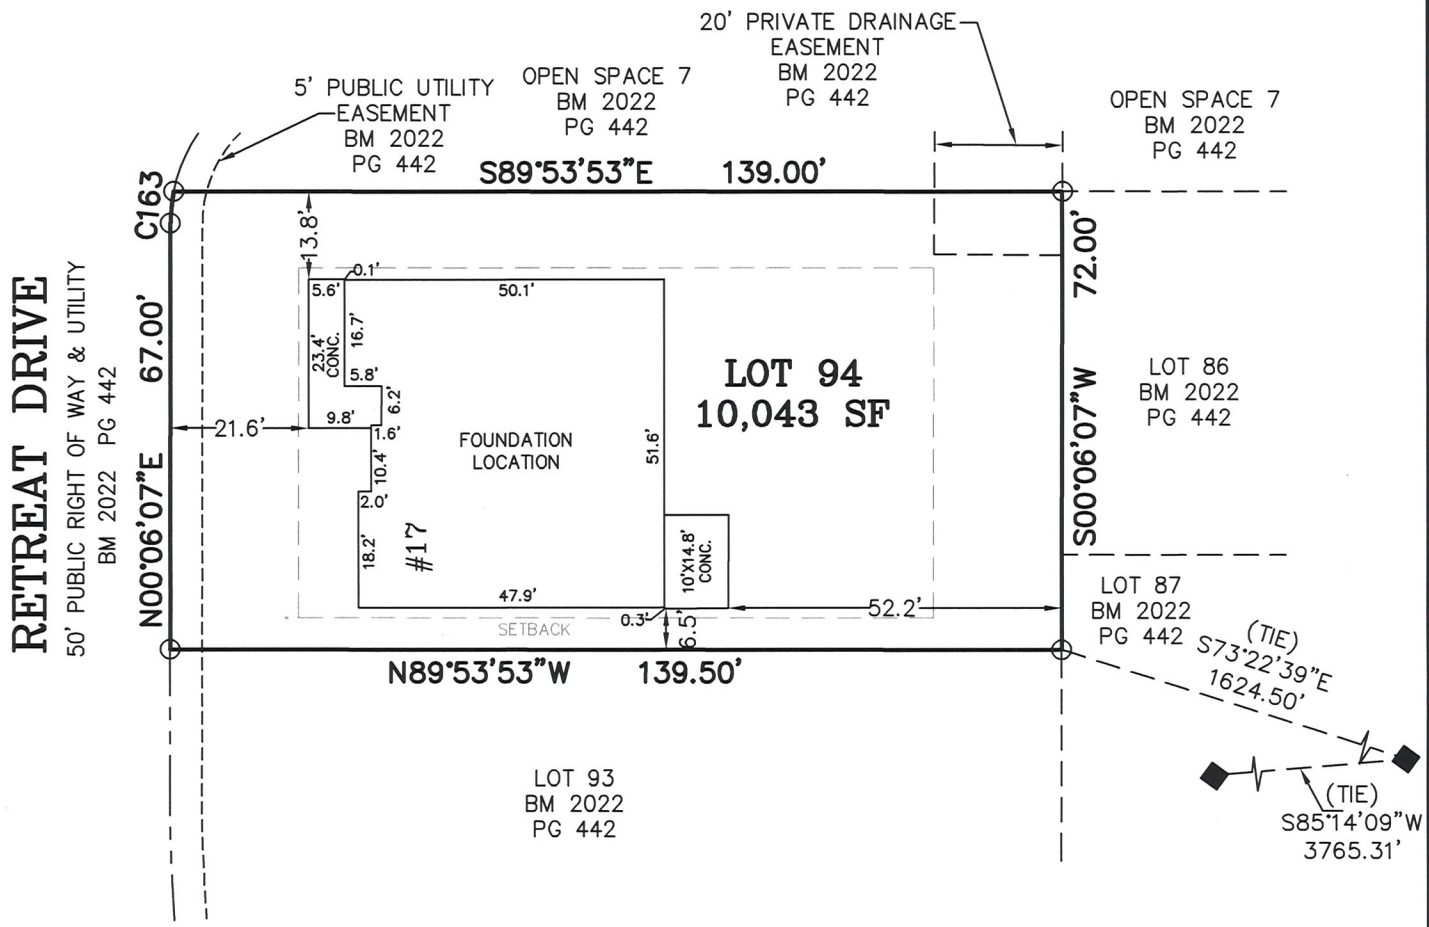 20' PRIVATE DRAINAGE
EASEMENT
BM 2022
PG 442
5' PUBLIC UTILITY
EASEMENT
BM 2022
PG 442
OPEN SPACE 7
BM 2022
PG 442
OPEN SPACE 7
BM 2022
PG 442
S89°53'53"E 139.00'
C163
13.8'
72.00'
0.1'
5.6'
50.1'
RETREAT DRIVE
50' PUBLIC RIGHT OF WAY & UTILITY
BM 2022 PG 442
N00°06'07"E 67.00'
23.4'
CONC.
16.7'
5.8'
6.2'
9.8'
21.6'
1.6'
10.4'
2.0'
18.2'
#17
FOUNDATION
LOCATION
51.6'
LOT 94
10,043 SF
S00°06'07"W
LOT 86
BM 2022
PG 442
10'X14.8'
CONC.
47.9'
0.3'
6.5'
52.2'
SETBACK
LOT 87
BM 2022
PG 442
N89°53'53"W 139.50'
(TIE)
S73°22'39"E
1624.50'
LOT 93
BM 2022
PG 442
(TIE)
S85°14'09"W
3765.31'